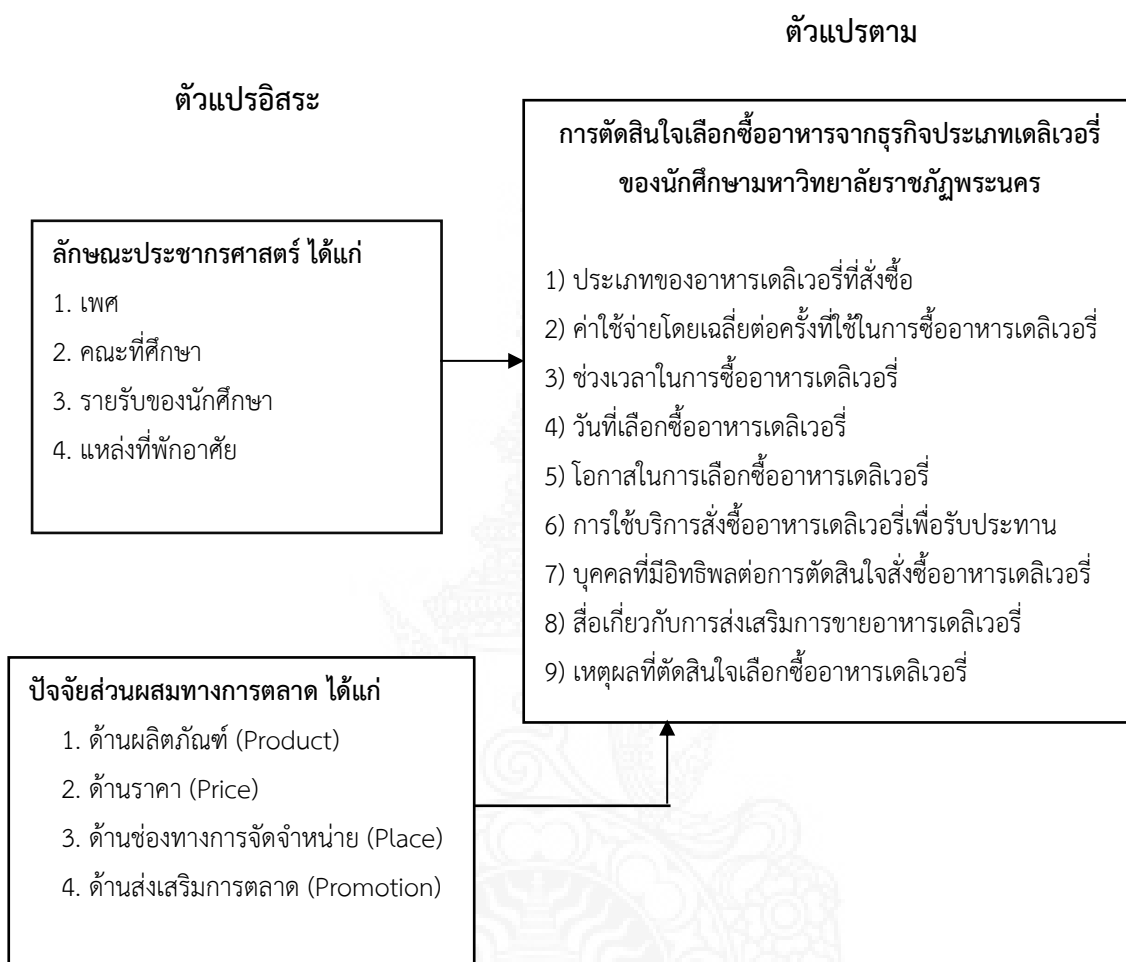 ตัวแปรตาม
ตัวแปรอิสระ
การตัดสินใจเลือกซื้ออาหารจากธุรกิจประเภทเดลิเวอรี่
ของนักศึกษามหาวิทยาลัยราชภัฏพระนคร
1) ประเภทของอาหารเดลิเวอรี่ที่สั่งซื้อ
2) ค่าใช้จ่ายโดยเฉลี่ยต่อครั้งที่ใช้ในการซื้ออาหารเดลิเวอรี่
3) ช่วงเวลาในการซื้ออาหารเดลิเวอรี่
4) วันที่เลือกซื้ออาหารเดลิเวอรี่
5) โอกาสในการเลือกซื้ออาหารเดลิเวอรี่
6) การใช้บริการสั่งซื้ออาหารเดลิเวอรี่เพื่อรับประทาน
7) บุคคลที่มีอิทธิพลต่อการตัดสินใจสั่งซื้ออาหารเดลิเวอรี่
8) สื่อเกี่ยวกับการส่งเสริมการขายอาหารเดลิเวอรี่
9) เหตุผลที่ตัดสินใจเลือกซื้ออาหารเดลิเวอรี่
ลักษณะประชากรศาสตร์ ได้แก่
1. เพศ
2. คณะที่ศึกษา
3. รายรับของนักศึกษา
4. แหล่งที่พักอาศัย
ปัจจัยส่วนผสมทางการตลาด ได้แก่
1. ด้านผลิตภัณฑ์ (Product)
2. ด้านราคา (Price)
3. ด้านช่องทางการจัดจำหน่าย (Place)
4. ด้านส่งเสริมการตลาด (Promotion)